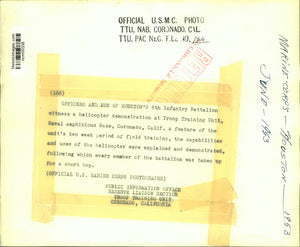 OFFICIAL U.S.M.C. PHOTO
TTU, NAB, CORONADO, CAL.
TTU, PAC NEG. F.L. NO. 166
(166)
OFFICERS AND MEN OF HOUSTON'S 6th Infantry Battalion
witness a helicopter demonstration at Troop Training Unit,
Naval Amphibious Base, Coronado, Calif. A feature of the
unit's two week period of field training, the capabilities
and uses of the helicopter were explained and demonstrated,
following which every member of the battalion was taken up
for a short hop.
(OFFICIAL U.S. MARINE CORPS PHOTOGRAPH)
PUBLIC INFORMATION OFFICE
RESERVE LIAISON SECTION
TROOP TRAINING UNIT
CORONADO, CALIFORNIA
MARINE CORPS - HOUSTON - 1953
JUNE - 1953